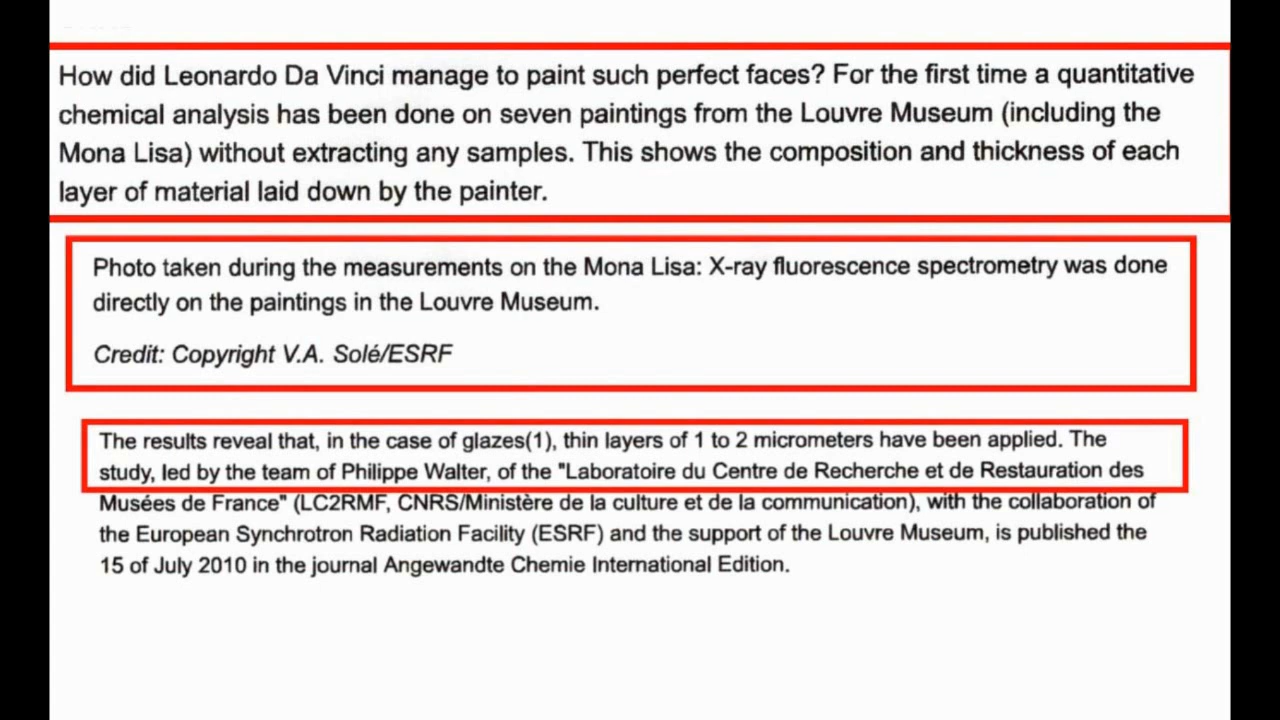 How did Leonardo Da Vinci manage to paint such perfect faces? For the first time a quantitative
chemical analysis has been done on seven paintings from the Louvre Museum (including the
Mona Lisa) without extracting any samples. This shows the composition and thickness of each
layer of material laid down by the painter.
Photo taken during the measurements on the Mona Lisa: X-ray fluorescence spectrometry was done
directly on the paintings in the Louvre Museum.
Credit: Copyright V.A. Solé/ESRF
The results reveal that, in the case of glazes(1), thin layers of 1 to 2 micrometers have been applied. The
study, led by the team of Philippe Walter, of the "Laboratoire du Centre de Recherche et de Restauration des
Musées de France" (LC2RMF, CNRS/Ministère de la culture et de la communication), with the collaboration of
the European Synchrotron Radiation Facility (ESRF) and the support of the Louvre Museum, is published the
15 of July 2010 in the journal Angewandte Chemie International Edition.